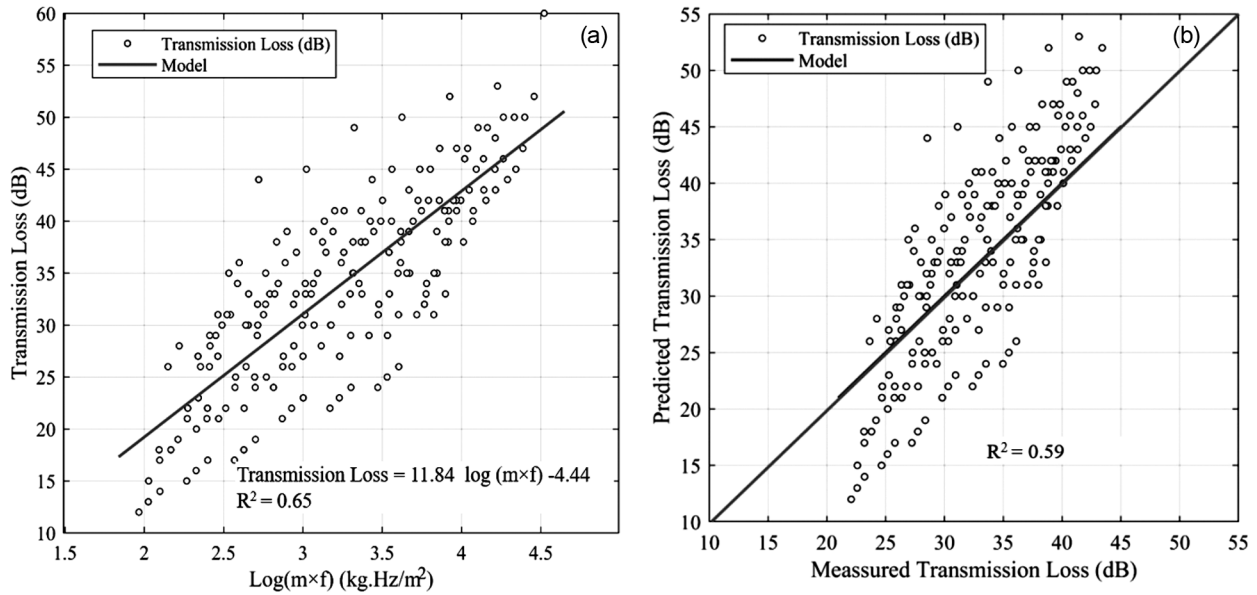 (a)
Transmission Loss (dB)
Model
60
55
50
45
40
35
30
25
20
15
10
Transmission Loss (dB)
Transmission Loss = 11.84 log (m×f) -4.44
R² = 0.65
1.5 2 2.5 3 3.5 4 4.5
Log(m×f) (kg.Hz/m²)
(b)
Transmission Loss (dB)
Model
55
50
45
40
35
30
25
20
15
10
Predicted Transmission Loss (dB)
R² = 0.59
10 15 20 25 30 35 40 45 50 55
Meassured Transmission Loss (dB)